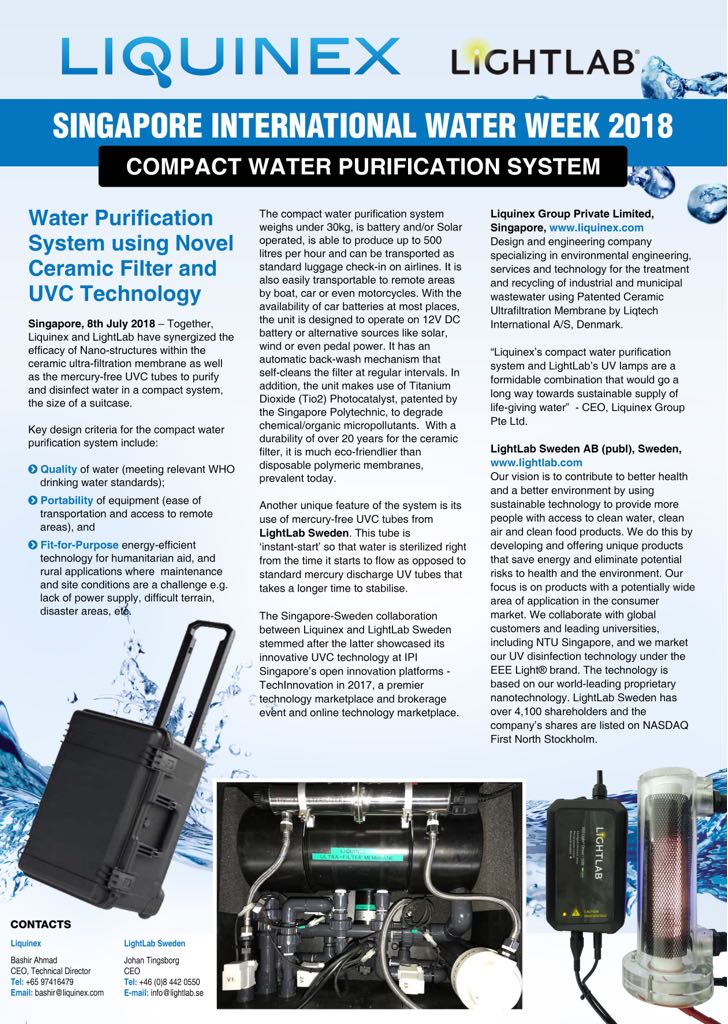 LIQUINEX
LIGHTLAB®
SINGAPORE INTERNATIONAL WATER WEEK 2018
COMPACT WATER PURIFICATION SYSTEM
Water Purification
System using Novel
Ceramic Filter and
UVC Technology
Singapore, 8th July 2018 – Together,
Liquinex and LightLab have synergized the
efficacy of Nano-structures within the
ceramic ultra-filtration membrane as well
as the mercury-free UVC tubes to purify
and disinfect water in a compact system,
the size of a suitcase.
Key design criteria for the compact water
purification system include:
Quality of water (meeting relevant WHO
drinking water standards);
Portability of equipment (ease of
transportation and access to remote
areas), and
Fit-for-Purpose energy-efficient
technology for humanitarian aid, and
rural applications where maintenance
and site conditions are a challenge e.g.
lack of power supply, difficult terrain,
disaster areas, etc.
The compact water purification system
weighs under 30kg, is battery and/or Solar
operated, is able to produce up to 500
litres per hour and can be transported as
standard luggage check-in on airlines. It is
also easily transportable to remote areas
by boat, car or even motorcycles. With the
availability of car batteries at most places,
the unit is designed to operate on 12V DC
battery or alternative sources like solar,
wind or even pedal power. It has an
automatic back-wash mechanism that
self-cleans the filter at regular intervals. In
addition, the unit makes use of Titanium
Dioxide (Tio2) Photocatalyst, patented by
the Singapore Polytechnic, to degrade
chemical/organic micropollutants. With a
durability of over 20 years for the ceramic
filter, it is much eco-friendlier than
disposable polymeric membranes,
prevalent today.
Another unique feature of the system is its
use of mercury-free UVC tubes from
LightLab Sweden. This tube is
‘instant-start’ so that water is sterilized right
from the time it starts to flow as opposed to
standard mercury discharge UV tubes that
takes a longer time to stabilise.
The Singapore-Sweden collaboration
between Liquinex and LightLab Sweden
stemmed after the latter showcased its
innovative UVC technology at IPI
Singapore’s open innovation platforms -
TechInnovation in 2017, a premier
technology marketplace and brokerage
event and online technology marketplace.
Liquinex Group Private Limited,
Singapore, www.liquinex.com
Design and engineering company
specializing in environmental engineering,
services and technology for the treatment
and recycling of industrial and municipal
wastewater using Patented Ceramic
Ultrafiltration Membrane by Liqtech
International A/S, Denmark.
“Liquinex’s compact water purification
system and LightLab’s UV lamps are a
formidable combination that would go a
long way towards sustainable supply of
life-giving water” - CEO, Liquinex Group
Pte Ltd.
LightLab Sweden AB (publ), Sweden,
www.lightlab.com
Our vision is to contribute to better health
and a better environment by using
sustainable technology to provide more
people with access to clean water, clean
air and clean food products. We do this by
developing and offering unique products
that save energy and eliminate potential
risks to health and the environment. Our
focus is on products with a potentially wide
area of application in the consumer
market. We collaborate with global
customers and leading universities,
including NTU Singapore, and we market
our UV disinfection technology under the
EEE Light® brand. The technology is
based on our world-leading proprietary
nanotechnology. LightLab Sweden has
over 4,100 shareholders and the
company’s shares are listed on NASDAQ
First North Stockholm.
LIQUINEX
ULTRA-FILTER MEMBRANE
V1
LIGHTLAB
CAUTION
CONTACTS
Liquinex
Bashir Ahmad
CEO, Technical Director
Tel: +65 97416479
Email: bashir@liquinex.com
LightLab Sweden
Johan Tingsborg
CEO
Tel: +46 (0)8 442 0550
E-mail: info@lightlab.se